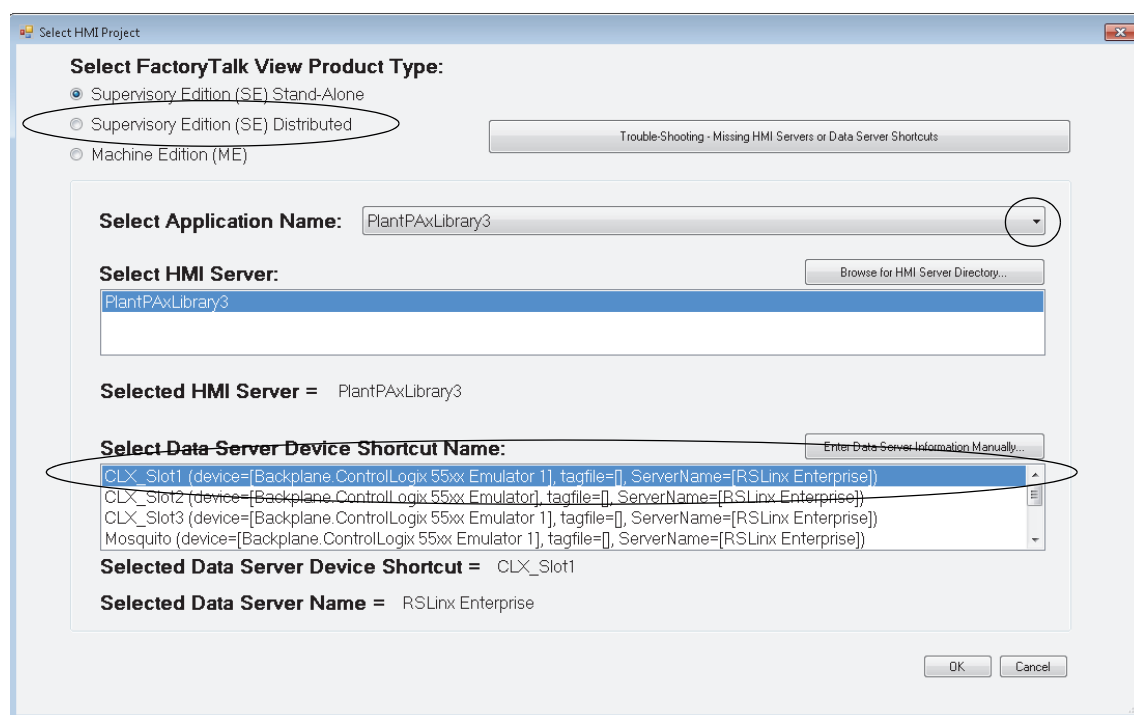 Select HMI Project
Select FactoryTalk View Product Type:
Supervisory Edition (SE) Stand-Alone
Supervisory Edition (SE) Distributed
Trouble-Shooting - Missing HMI Servers or Data Server Shortcuts
Machine Edition (ME)
Select Application Name: PlantPAxLibrary3
Select HMI Server:
Browse for HMI Server Directory...
PlantPAxLibrary3
Selected HMI Server = PlantPAxLibrary3
Select Data Server Device Shortcut Name:
Enter Data Server Information Manually...
CLX_Slot1 (device=[Backplane.ControlLogix 55xx Emulator 1], tagfile=[], ServerName=[RSLinx Enterprise])
CLX_Slot2 (device=[Backplane.ControlLogix 55xx Emulator], tagfile=[], ServerName=[RSLinx Enterprise])
CLX_Slot3 (device=[Backplane.ControlLogix 55xx Emulator 1], tagfile=[], ServerName=[RSLinx Enterprise])
Mosquito (device=[Backplane.ControlLogix 55xx Emulator 1], tagfile=[], ServerName=[RSLinx Enterprise])
Selected Data Server Device Shortcut = CLX_Slot1
Selected Data Server Name = RSLinx Enterprise
OK
Cancel